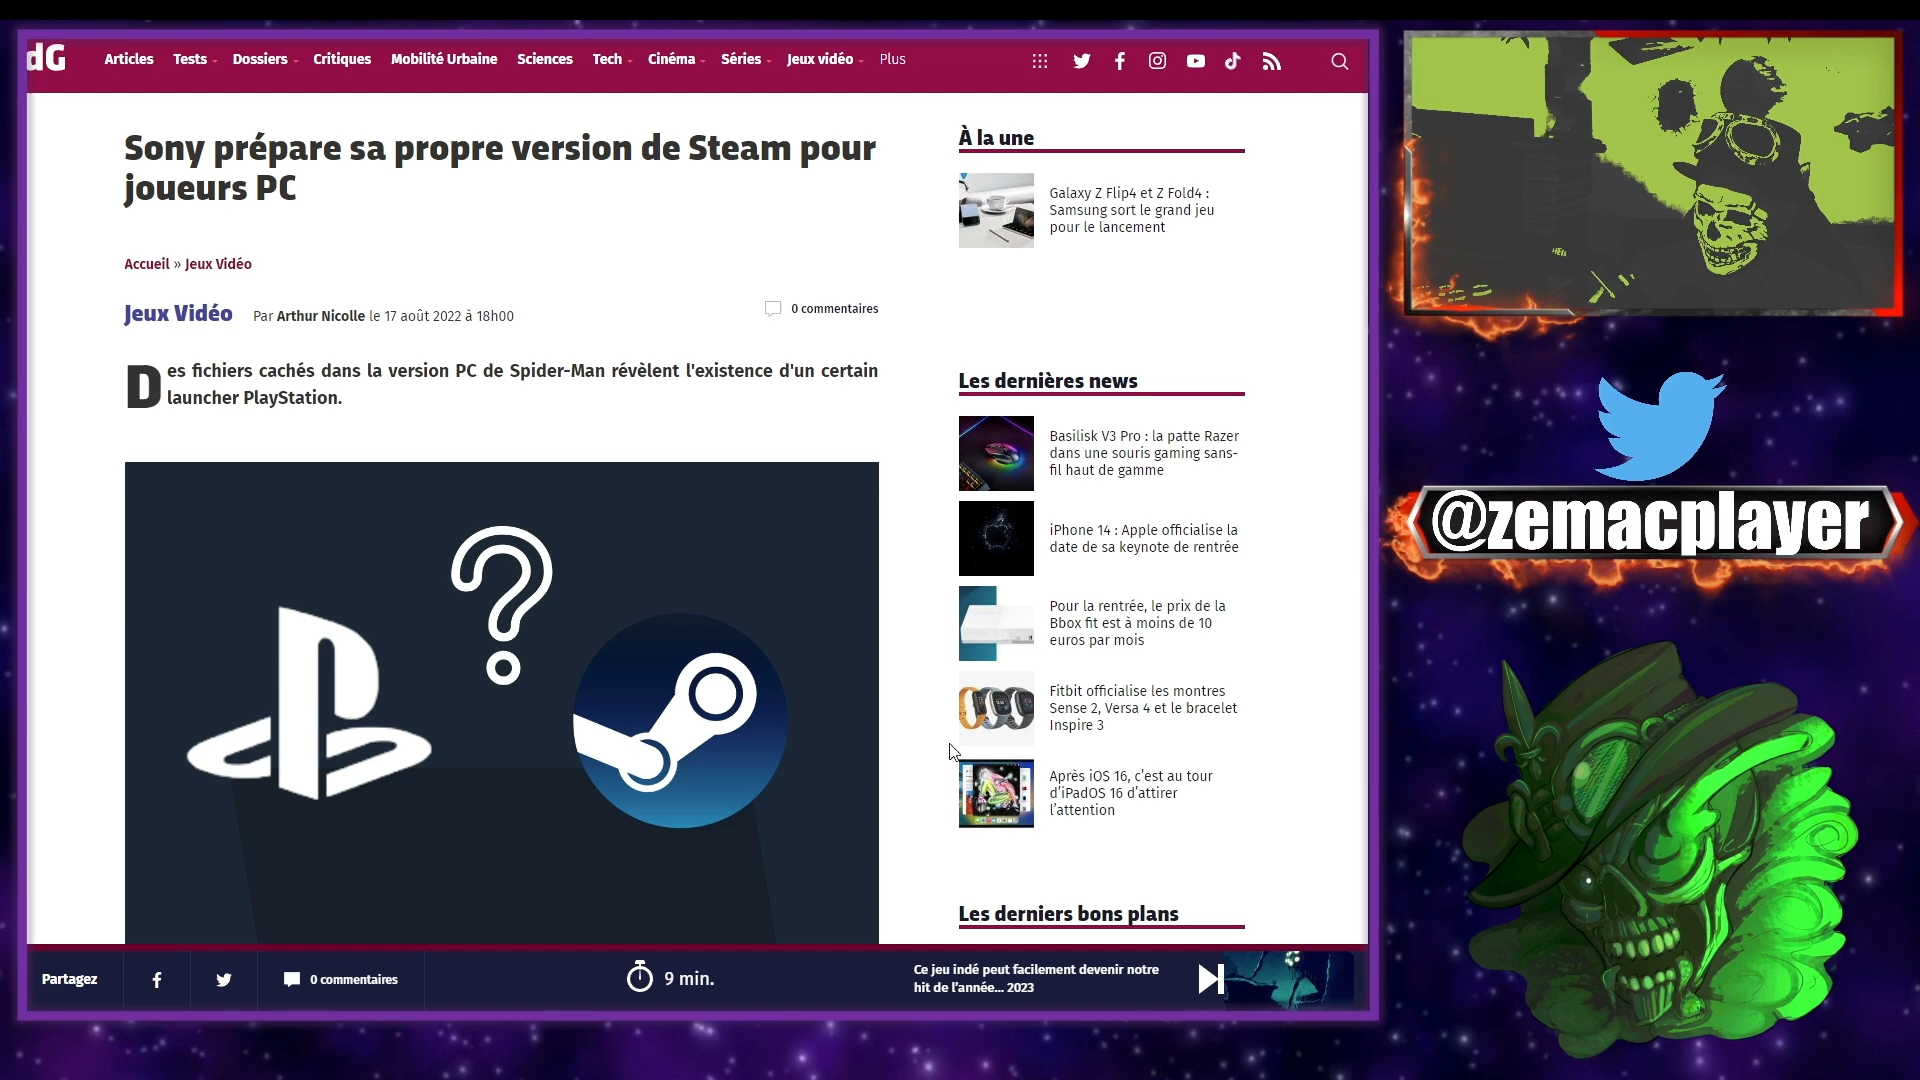 dG
Articles Tests Dossiers Critiques Mobilité Urbaine Sciences Tech Cinéma Séries Jeux vidéo Plus
Sony prépare sa propre version de Steam pour
joueurs PC
Accueil » Jeux Vidéo
Jeux Vidéo Par Arthur Nicolle le 17 août 2022 à 18h00
0 commentaires
Des fichiers cachés dans la version PC de Spider-Man révèlent l'existence d'un certain
launcher PlayStation.
À la une
Galaxy Z Flip4 et Z Fold4 :
Samsung sort le grand jeu
pour le lancement
Les dernières news
Basilisk V3 Pro : la patte Razer
dans une souris gaming sans-
fil haut de gamme
iPhone 14 : Apple officialise la
date de sa keynote de rentrée
Pour la rentrée, le prix de la
Bbox fit est à moins de 10
euros par mois
Fitbit officialise les montres
Sense 2, Versa 4 et le bracelet
Inspire 3
Après iOS 16, c’est au tour
d’iPadOS 16 d’attirer
l’attention
Les derniers bons plans
Partagez
0 commentaires
9 min.
Ce jeu indé peut facilement devenir notre
hit de l’année... 2023
@zemacplayer